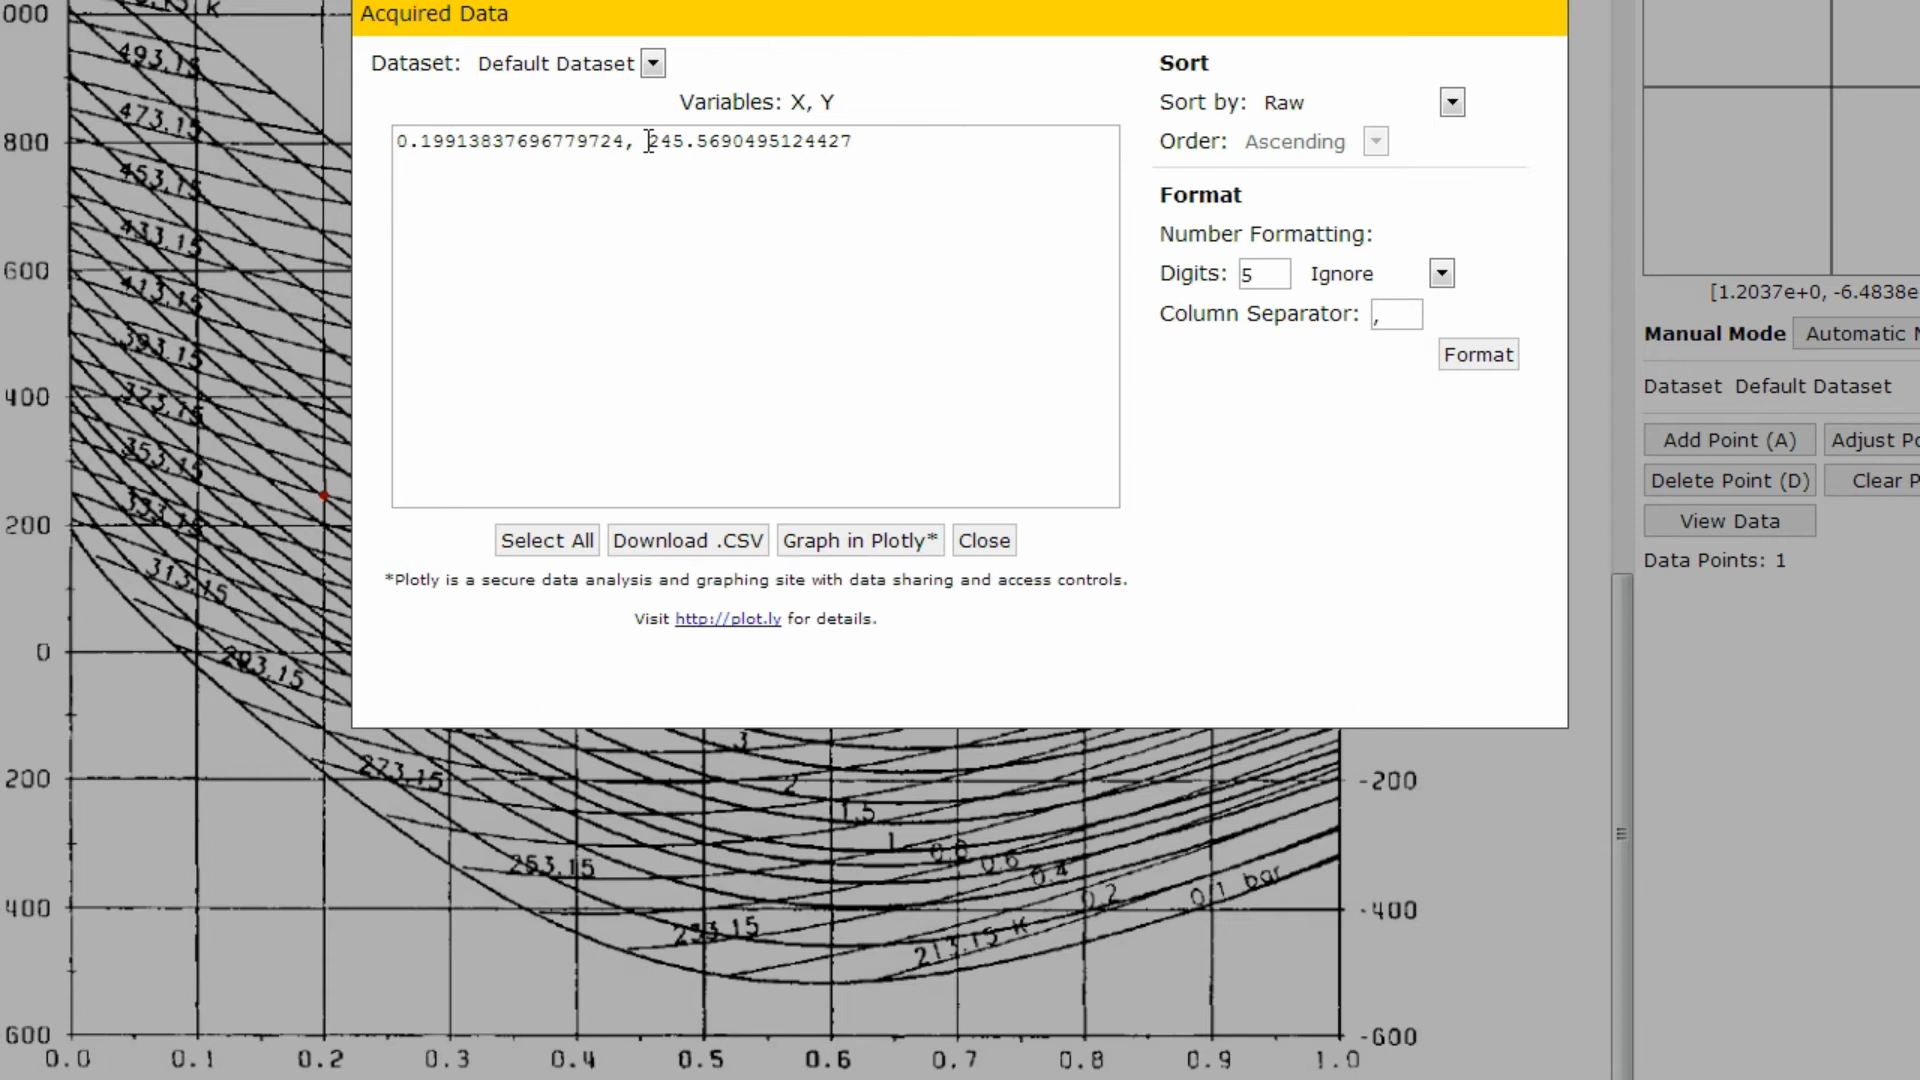 Acquired Data
Dataset: Default Dataset
Variables: X, Y
0.19913837696779724, 245.5690495124427
Select All
Download .CSV
Graph in Plotly*
Close
*Plotly is a secure data analysis and graphing site with data sharing and access controls.
Visit http://plot.ly for details.
Sort
Sort by: Raw
Order: Ascending
Format
Number Formatting:
Digits: 5 Ignore
Column Separator: ,
Format
[1.2037e+0, -6.4838e
Manual Mode
Automatic
Dataset Default Dataset
Add Point (A)
Adjust
Delete Point (D)
Clear
View Data
Data Points: 1
000
800
600
400
200
0
200
400
600
K
493.15
473.15
453.15
433.15
413.15
393.15
373.15
353.15
333.15
313.15
293.15
273.15
253.15
233.15
213.15 K
3
2
1.5
1
0.8
0.6
0.4
0.2
0.1 bar
-200
-400
-600
0.0 0.1 0.2 0.3 0.4 0.5 0.6 0.7 0.8 0.9 1.0